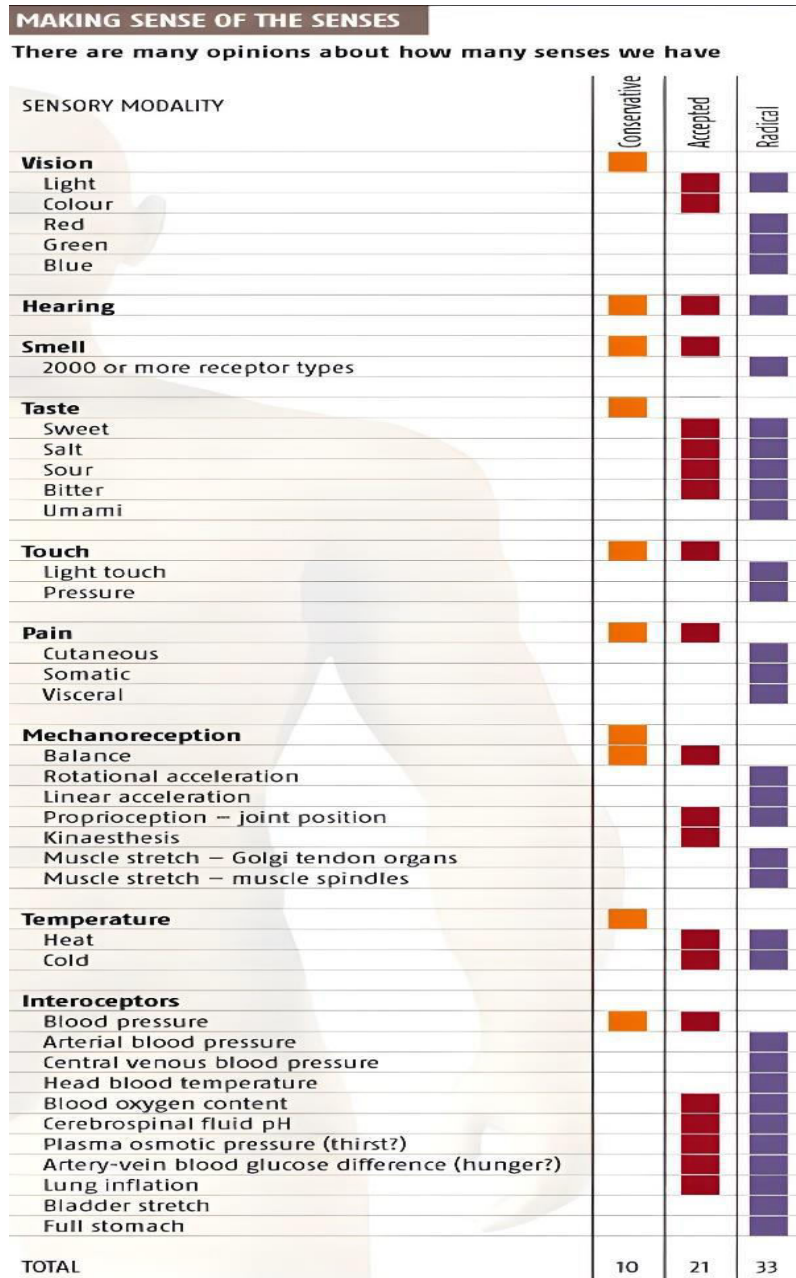 MAKING SENSE OF THE SENSES
There are many opinions about how many senses we have
SENSORY MODALITY
Conservative
Accepted
Radical
Vision
Light
Colour
Red
Green
Blue
Hearing
Smell
2000 or more receptor types
Taste
Sweet
Salt
Sour
Bitter
Umami
Touch
Light touch
Pressure
Pain
Cutaneous
Somatic
Visceral
Mechanoreception
Balance
Rotational acceleration
Linear acceleration
Proprioception – joint position
Kinaesthesis
Muscle stretch – Golgi tendon organs
Muscle stretch – muscle spindles
Temperature
Heat
Cold
Interoceptors
Blood pressure
Arterial blood pressure
Central venous blood pressure
Head blood temperature
Blood oxygen content
Cerebrospinal fluid pH
Plasma osmotic pressure (thirst?)
Artery-vein blood glucose difference (hunger?)
Lung inflation
Bladder stretch
Full stomach
TOTAL 10 21 33